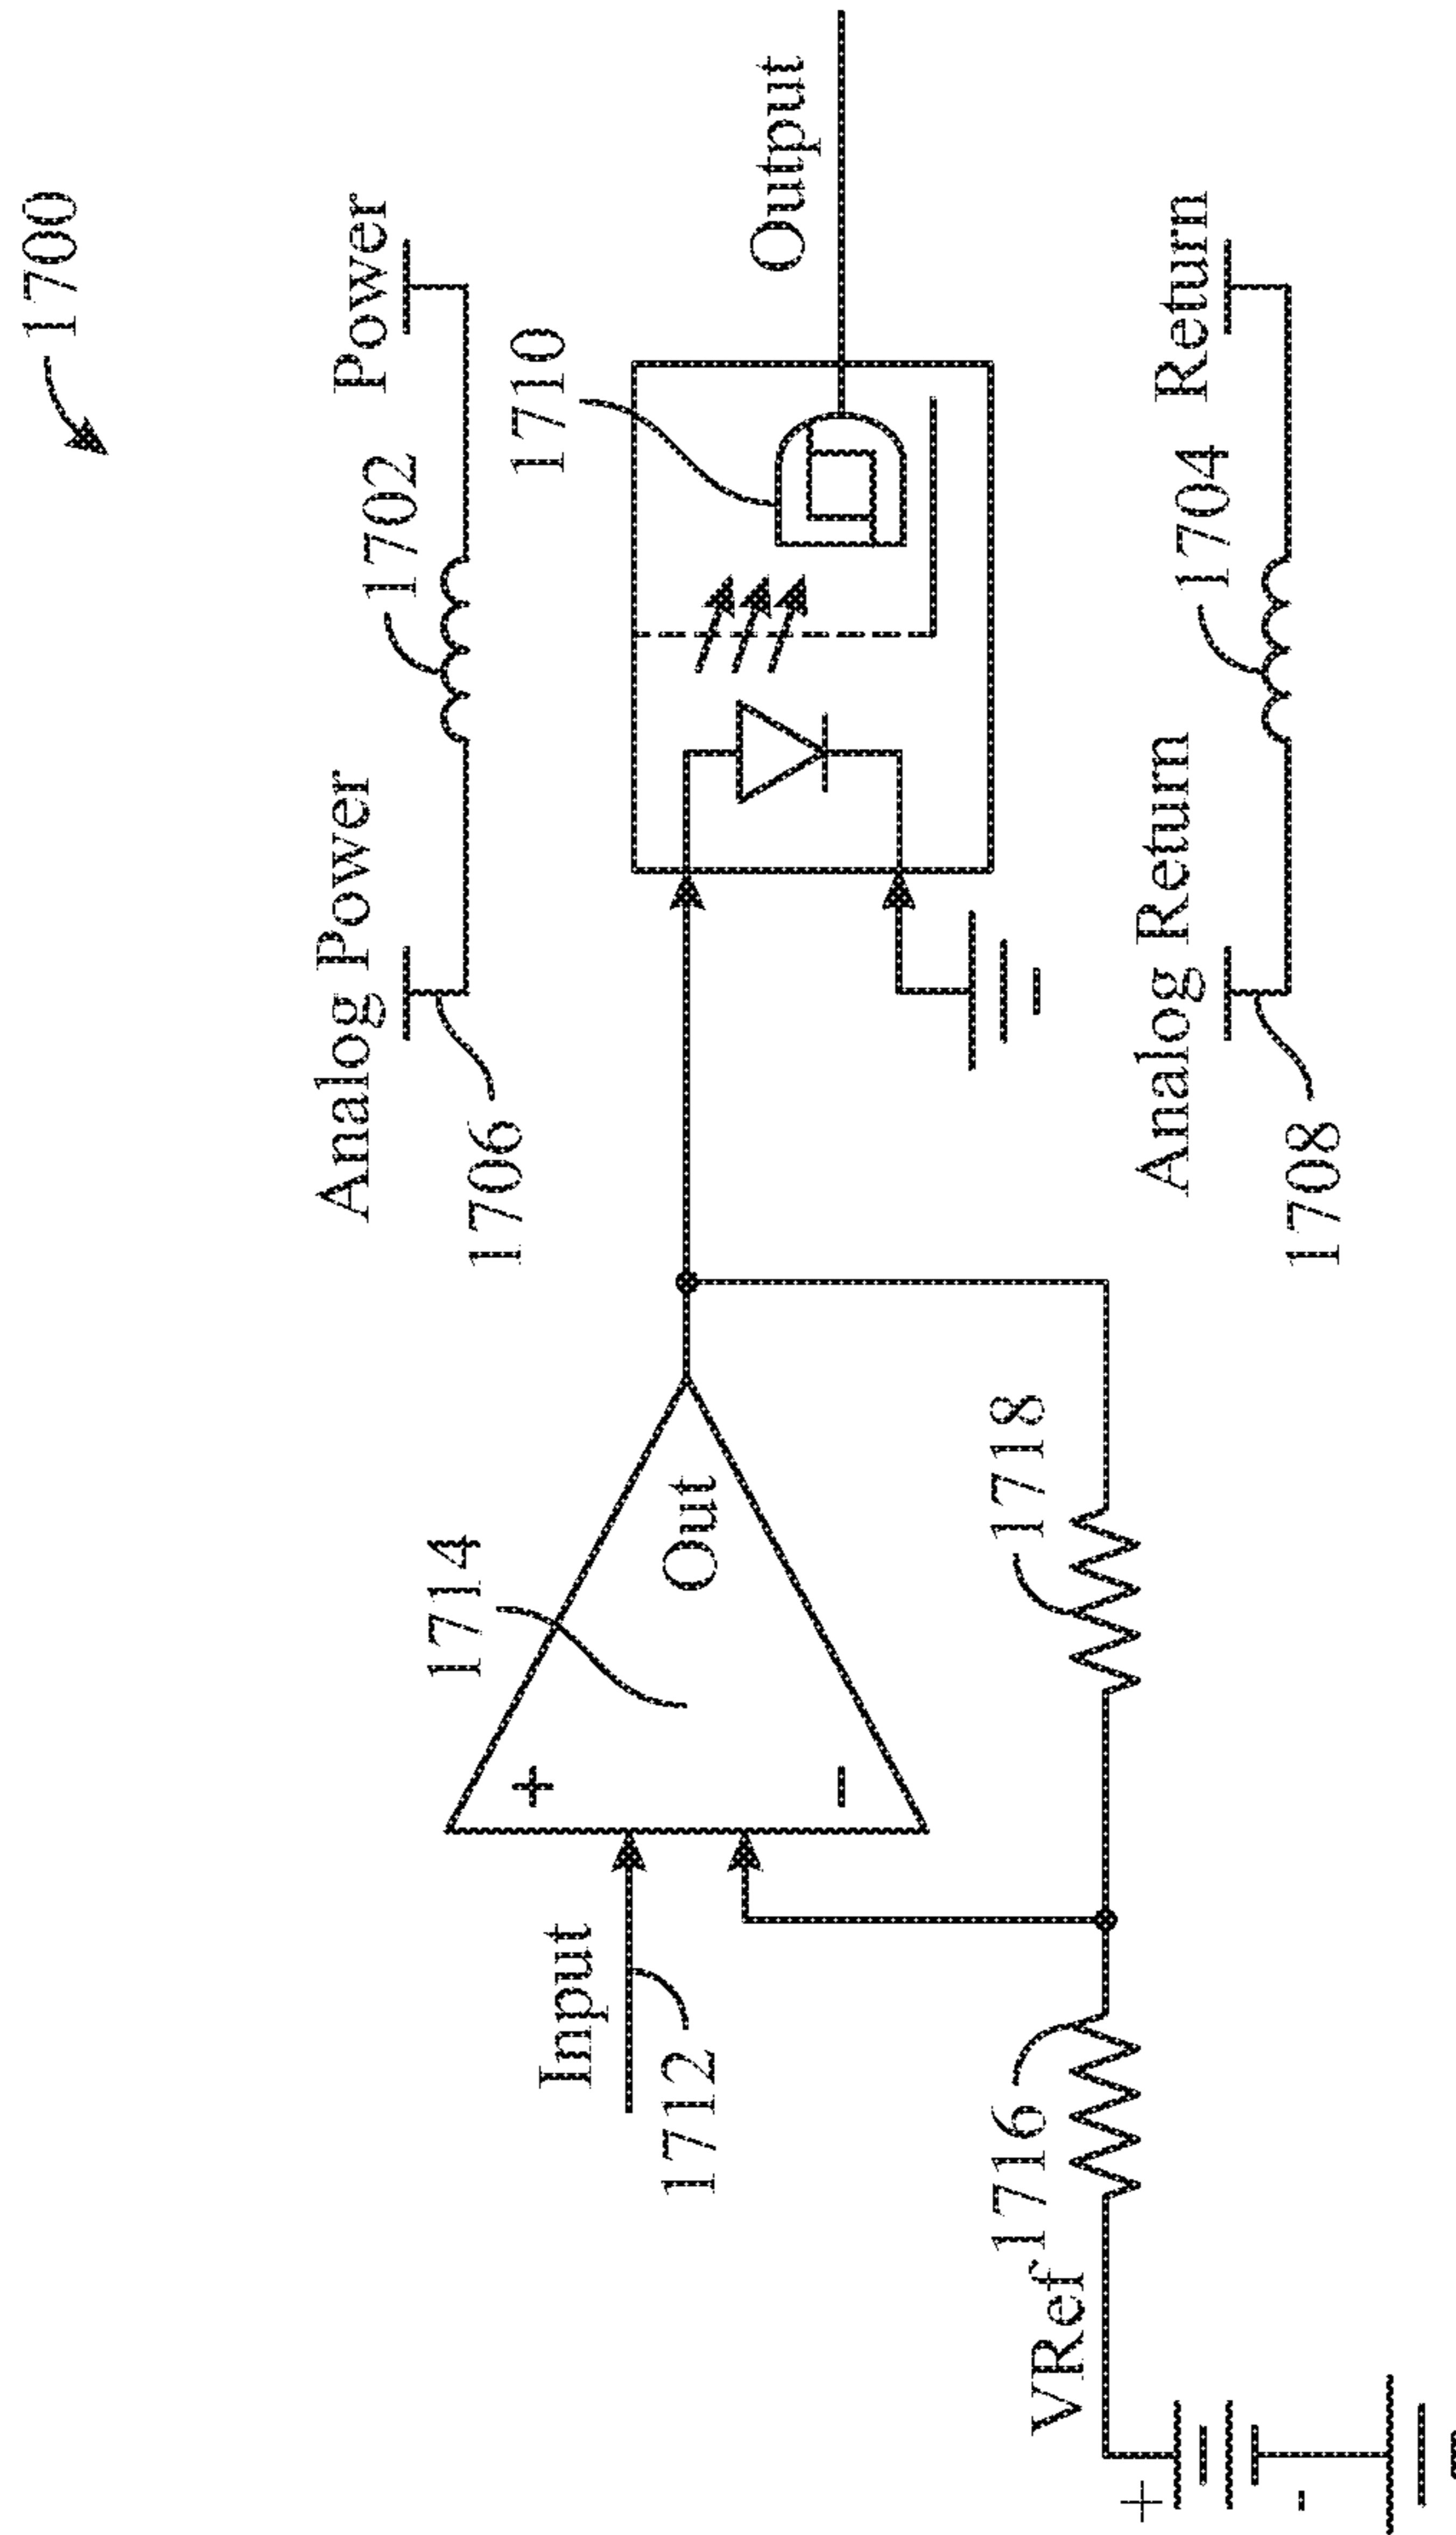 1700
Analog Power
Power
1702
1706
1710
Output
Input
1712
1714
+
-
Out
VRef
1716
1718
+
-
Analog Return
Return
1704
1708